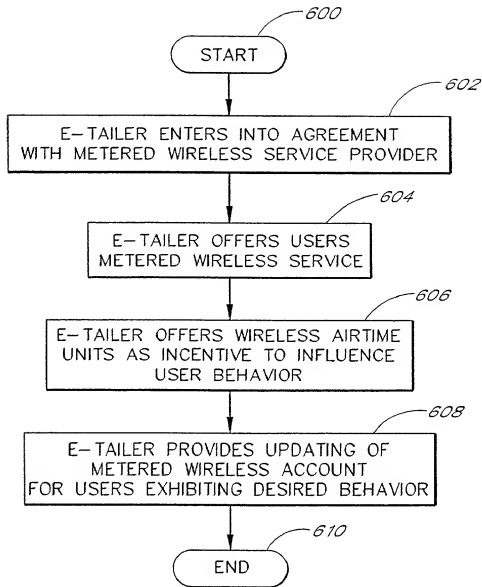 600
START
602
E-TAILER ENTERS INTO AGREEMENT
WITH METERED WIRELESS SERVICE PROVIDER
604
E-TAILER OFFERS USERS
METERED WIRELESS SERVICE
606
E-TAILER OFFERS WIRELESS AIRTIME
UNITS AS INCENTIVE TO INFLUENCE
USER BEHAVIOR
608
E-TAILER PROVIDES UPDATING OF
METERED WIRELESS ACCOUNT
FOR USERS EXHIBITING DESIRED BEHAVIOR
610
END